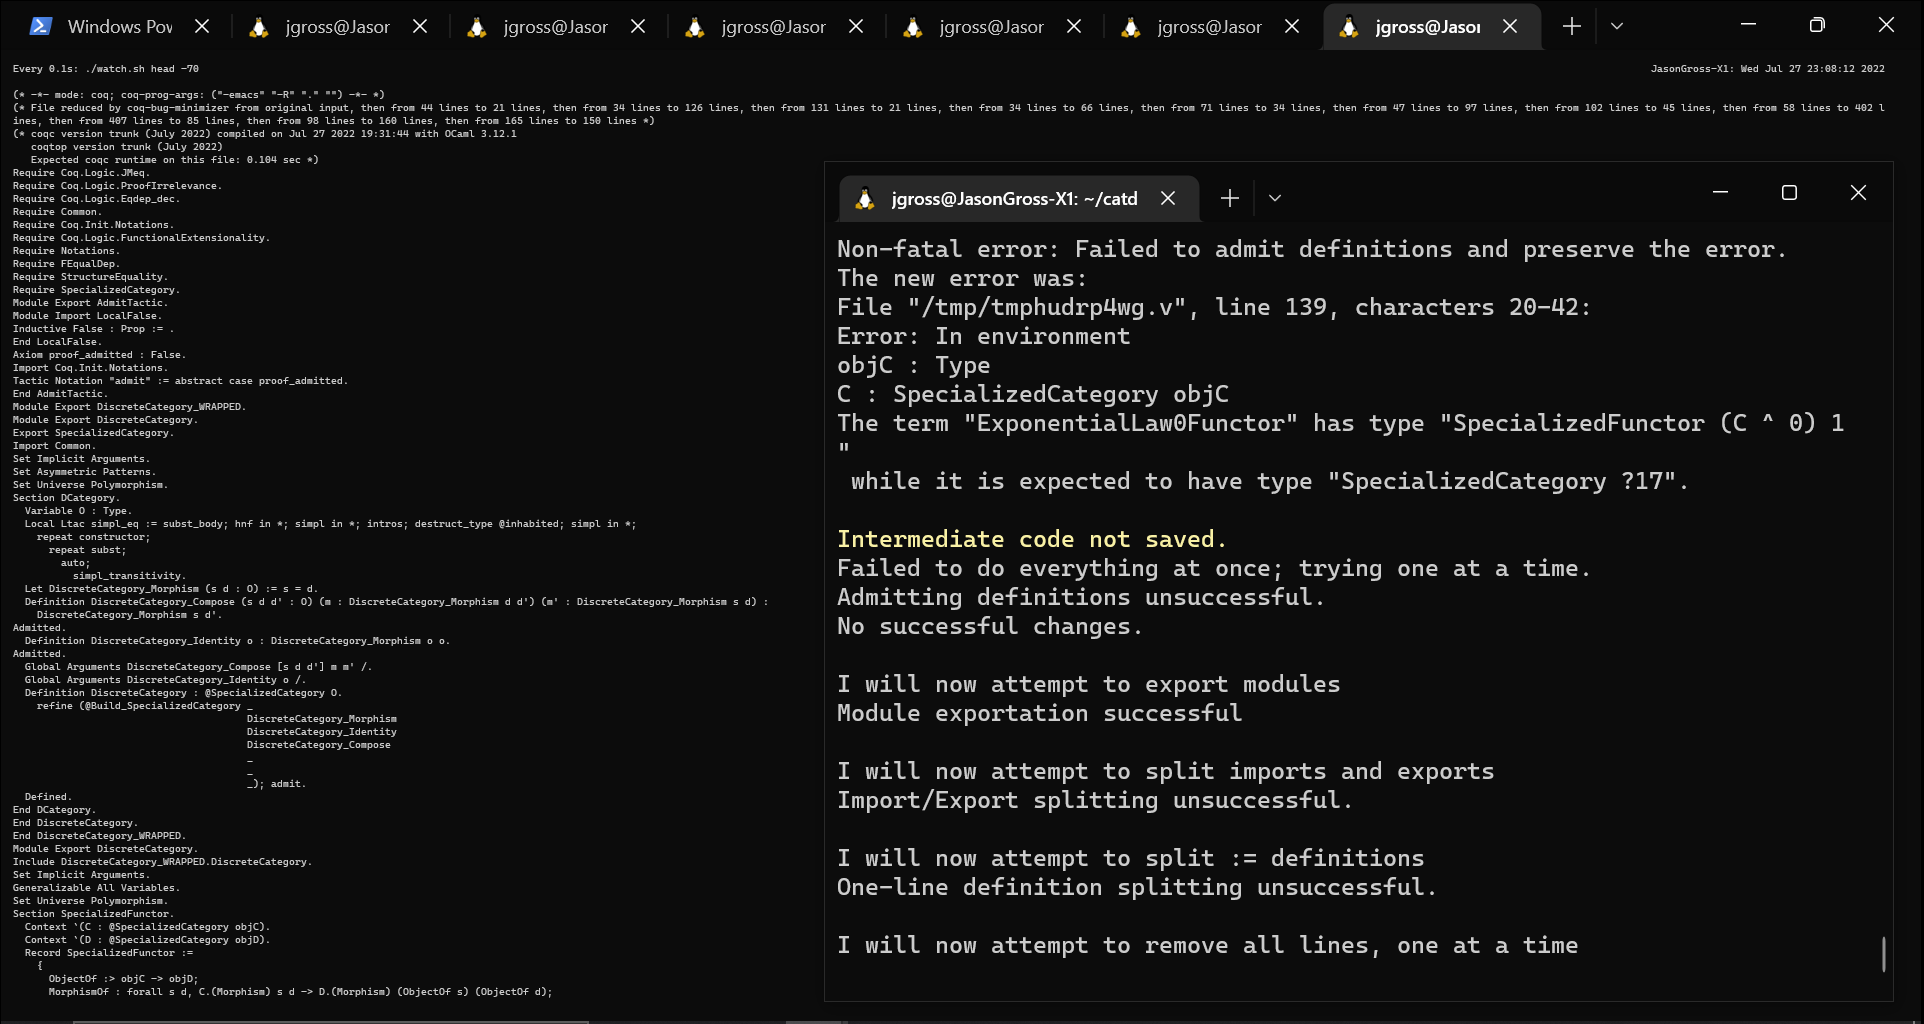 Windows Pow
jgross@Jason
jgross@Jason
jgross@Jason
jgross@Jason
jgross@Jason
jgross@Jason
Every 0.1s: ./watch.sh head -70
JasonGross-X1: Wed Jul 27 23:08:12 2022
(* -*- mode: coq; coq-prog-args: ("-emacs" "-R" "." "") -*- *)
(* File reduced by coq-bug-minimizer from original input, then from 44 lines to 21 lines, then from 34 lines to 126 lines, then from 131 lines to 21 lines, then from 34 lines to 66 lines, then from 71 lines to 34 lines, then from 47 lines to 97 lines, then from 102 lines to 45 lines, then from 58 lines to 402 l
ines, then from 407 lines to 85 lines, then from 98 lines to 160 lines, then from 165 lines to 150 lines *)
(* coqc version trunk (July 2022) compiled on Jul 27 2022 19:31:44 with OCaml 3.12.1
   coqtop version trunk (July 2022)
   Expected coqc runtime on this file: 0.104 sec *)
Require Coq.Logic.JMeq.
Require Coq.Logic.ProofIrrelevance.
Require Coq.Logic.Eqdep_dec.
Require Common.
Require Coq.Init.Notations.
Require Coq.Logic.FunctionalExtensionality.
Require Notations.
Require FEqualDep.
Require StructureEquality.
Require SpecializedCategory.
Module Export AdmitTactic.
Module Import LocalFalse.
Inductive False : Prop := .
End LocalFalse.
Axiom proof_admitted : False.
Import Coq.Init.Notations.
Tactic Notation "admit" := abstract case proof_admitted.
End AdmitTactic.
Module Export DiscreteCategory_WRAPPED.
Module Export DiscreteCategory.
Export SpecializedCategory.
Import Common.
Set Implicit Arguments.
Set Asymmetric Patterns.
Set Universe Polymorphism.
Section DCategory.
  Variable O : Type.
  Local Ltac simpl_eq := subst_body; hnf in *; simpl in *; intros; destruct_type @inhabited; simpl in *;
    repeat constructor;
      repeat subst;
        auto;
          simpl_transitivity.
  Let DiscreteCategory_Morphism (s d : O) := s = d.
  Definition DiscreteCategory_Compose (s d d' : O) (m : DiscreteCategory_Morphism d d') (m' : DiscreteCategory_Morphism s d) :
    DiscreteCategory_Morphism s d'.
Admitted.
  Definition DiscreteCategory_Identity o : DiscreteCategory_Morphism o o.
Admitted.
  Global Arguments DiscreteCategory_Compose [s d d'] m m' /.
  Global Arguments DiscreteCategory_Identity o /.
  Definition DiscreteCategory : @SpecializedCategory O.
    refine (@Build_SpecializedCategory _
                                       DiscreteCategory_Morphism
                                       DiscreteCategory_Identity
                                       DiscreteCategory_Compose
                                       _
                                       _
                                       _); admit.
  Defined.
End DCategory.
End DiscreteCategory.
End DiscreteCategory_WRAPPED.
Module Export DiscreteCategory.
Include DiscreteCategory_WRAPPED.DiscreteCategory.
Set Implicit Arguments.
Generalizable All Variables.
Set Universe Polymorphism.
Section SpecializedFunctor.
  Context `(C : @SpecializedCategory objC).
  Context `(D : @SpecializedCategory objD).
  Record SpecializedFunctor :=
    {
      ObjectOf :> objC -> objD;
      MorphismOf : forall s d, C.(Morphism) s d -> D.(Morphism) (ObjectOf s) (ObjectOf d);
jgross@JasonGross-X1: ~/catd
Non-fatal error: Failed to admit definitions and preserve the error.
The new error was:
File "/tmp/tmphudrp4wg.v", line 139, characters 20-42:
Error: In environment
objC : Type
C : SpecializedCategory objC
The term "ExponentialLaw0Functor" has type "SpecializedFunctor (C ^ 0) 1
"
 while it is expected to have type "SpecializedCategory ?17".
Intermediate code not saved.
Failed to do everything at once; trying one at a time.
Admitting definitions unsuccessful.
No successful changes.
I will now attempt to export modules
Module exportation successful
I will now attempt to split imports and exports
Import/Export splitting unsuccessful.
I will now attempt to split := definitions
One-line definition splitting unsuccessful.
I will now attempt to remove all lines, one at a time